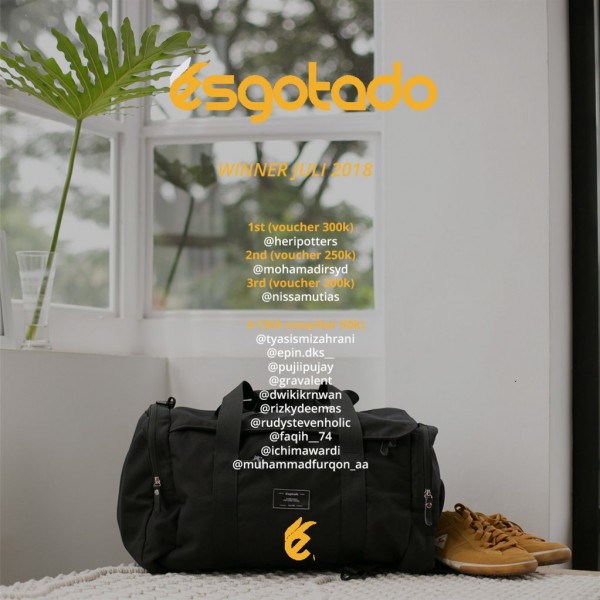 esgotado
WINNER JULI 2018
1st (voucher 300k)
@heripotters
2nd (voucher 250k)
@mohamadirsyd
3rd (voucher 200k)
@nissamutias
@tyasismizahrani
@epin.dks__
@pujiipujay
@gravalent
@dwikikrnwan
@rizkydeemas
@rudystevenholic
@faqih__74
@ichimawardi
@muhammadfurqon_aa